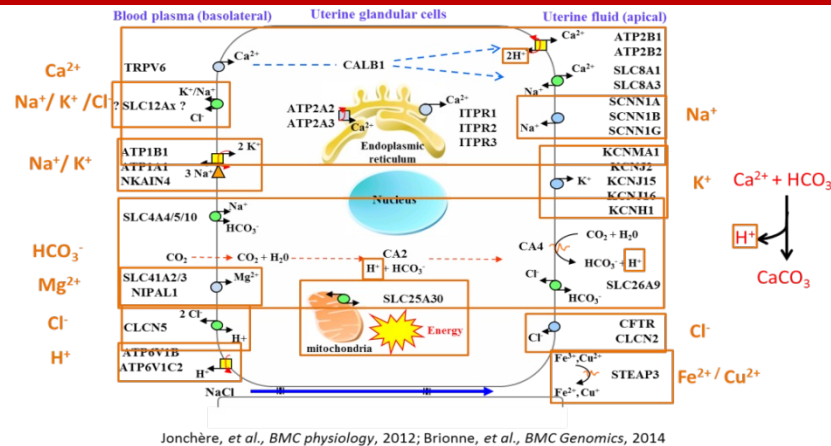 Blood plasma (basolateral)
Uterine glandular cells
Uterine fluid (apical)
Ca²⁺
TRPV6
Ca²⁺
CALB1
2H⁺
Ca²⁺
ATP2B1
ATP2B2
Ca²⁺
Na⁺
SLC8A1
SLC8A3
Na⁺/ K⁺ /Cl⁻
? SLC12Ax ?
K⁺/Na⁺
Cl⁻
ATP2A2
ATP2A3
Ca²⁺
Ca²⁺
ITPR1
ITPR2
ITPR3
Endoplasmic
reticulum
Na⁺
SCNN1A
SCNN1B
SCNN1G
Na⁺
Na⁺/ K⁺
ATP1B1
ATP1A1
NKAIN4
2 K⁺
3 Na⁺
Nucleus
K⁺
KCNMA1
KCNJ2
KCNJ15
KCNJ16
KCNH1
K⁺
Ca²⁺ + HCO₃
H⁺
CaCO₃
SLC4A4/5/10
Na⁺
HCO₃⁻
HCO₃⁻
CO₂
CO₂ + H₂0
CA2
H⁺ + HCO₃⁻
CA4
CO₂ + H₂0
HCO₃⁻ + H⁺
Cl⁻
HCO₃⁻
SLC26A9
Mg²⁺
SLC41A2/3
NIPAL1
Mg²⁺
SLC25A30
Energy
mitochondria
Cl⁻
CLCN5
2 Cl⁻
H+
Cl⁻
CFTR
CLCN2
Cl⁻
H⁺
ATP6V1B
ATP6V1C2
H⁺
Fe³⁺,Cu²⁺
Fe²⁺,Cu⁺
STEAP3
Fe²⁺ / Cu²⁺
NaCl
Jonchère, et al., BMC physiology, 2012; Brionne, et al., BMC Genomics, 2014